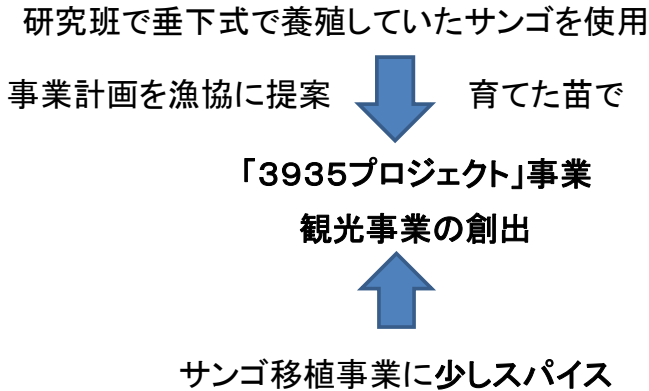 研究班で垂下式で養殖していたサンゴを使用
事業計画を漁協に提案 育てた苗で
「3935プロジェクト」事業
観光事業の創出
サンゴ移植事業に少しスパイス